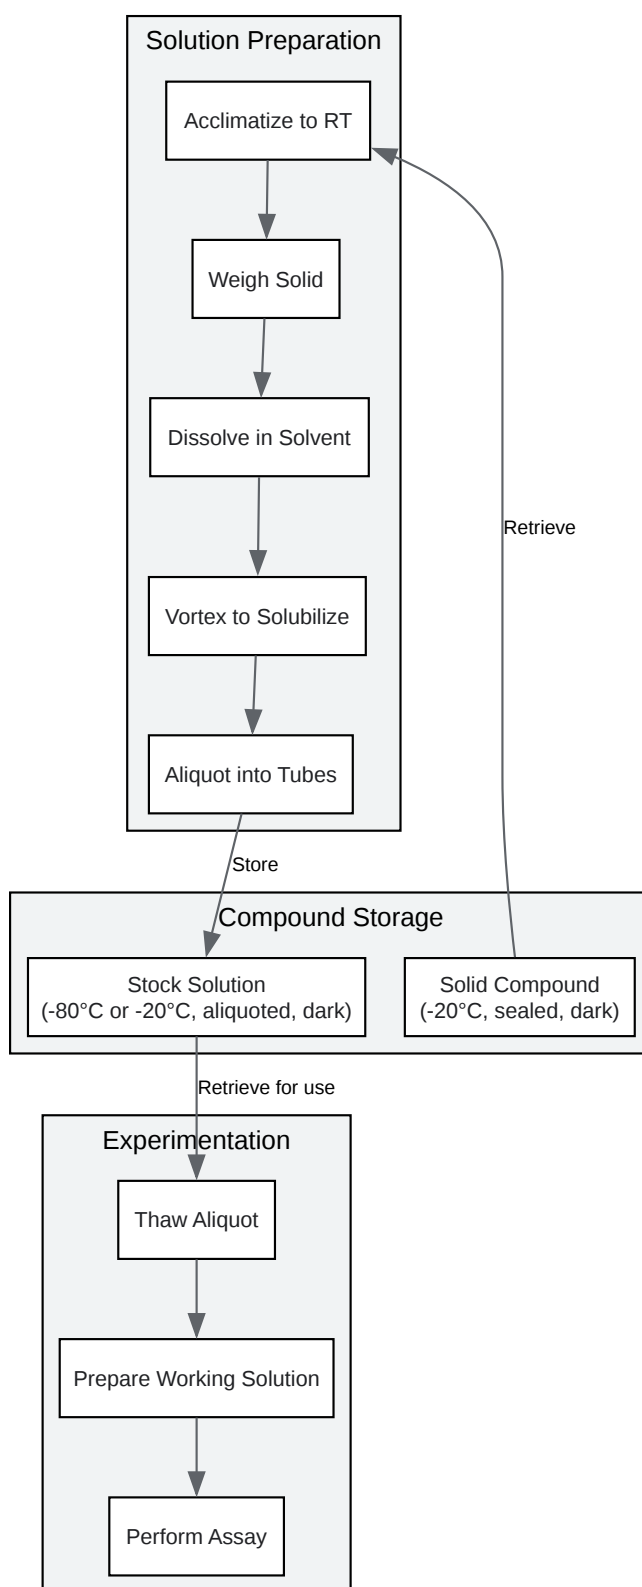 Solution Preparation
Acclimatize to RT
Weigh Solid
Dissolve in Solvent
Retrieve
Vortex to Solubilize
Aliquot into Tubes
Store
Compound Storage
Stock Solution
(-80°C or -20°C, aliquoted, dark)
Solid Compound
(-20°C, sealed, dark)
Retrieve for use
Experimentation
Thaw Aliquot
Prepare Working Solution
Perform Assay